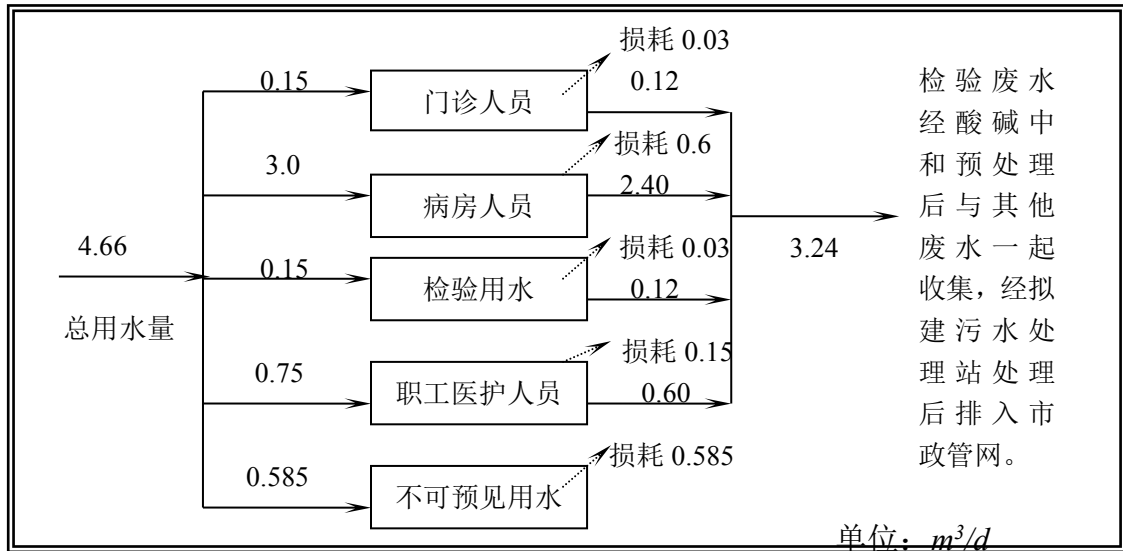 损耗 0.03
0.15
门诊人员
0.12
损耗 0.6
3.0
病房人员
2.40
4.66
总用水量
损耗 0.03
0.15
检验用水
0.12
损耗 0.15
0.75
职工医护人员
0.60
损耗 0.585
0.585
不可预见用水
3.24
检验废水
经酸碱中
和预处理
后与其他
废水一起
收集，经拟
建污水处
理站处理
后排入市
政管网。
单位：m³/d